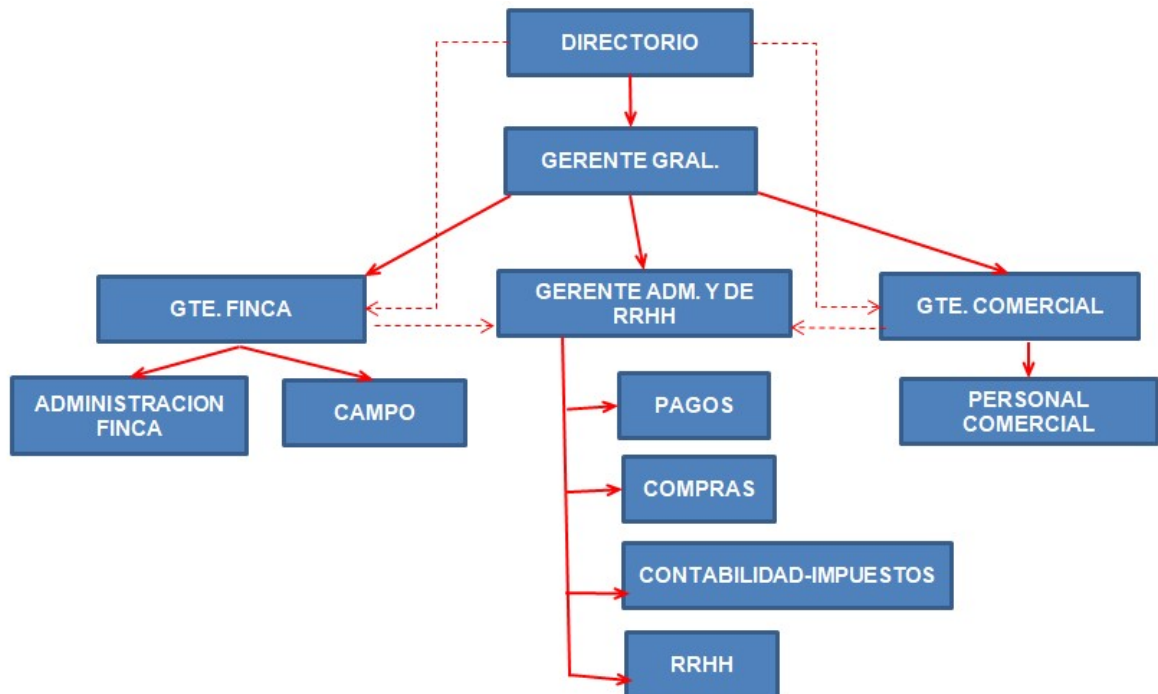 DIRECTORIO
GERENTE GRAL.
GTE. FINCA
GERENTE ADM. Y DE
RRHH
GTE. COMERCIAL
ADMINISTRACION
FINCA
CAMPO
PAGOS
PERSONAL
COMERCIAL
COMPRAS
CONTABILIDAD-IMPUESTOS
RRHH